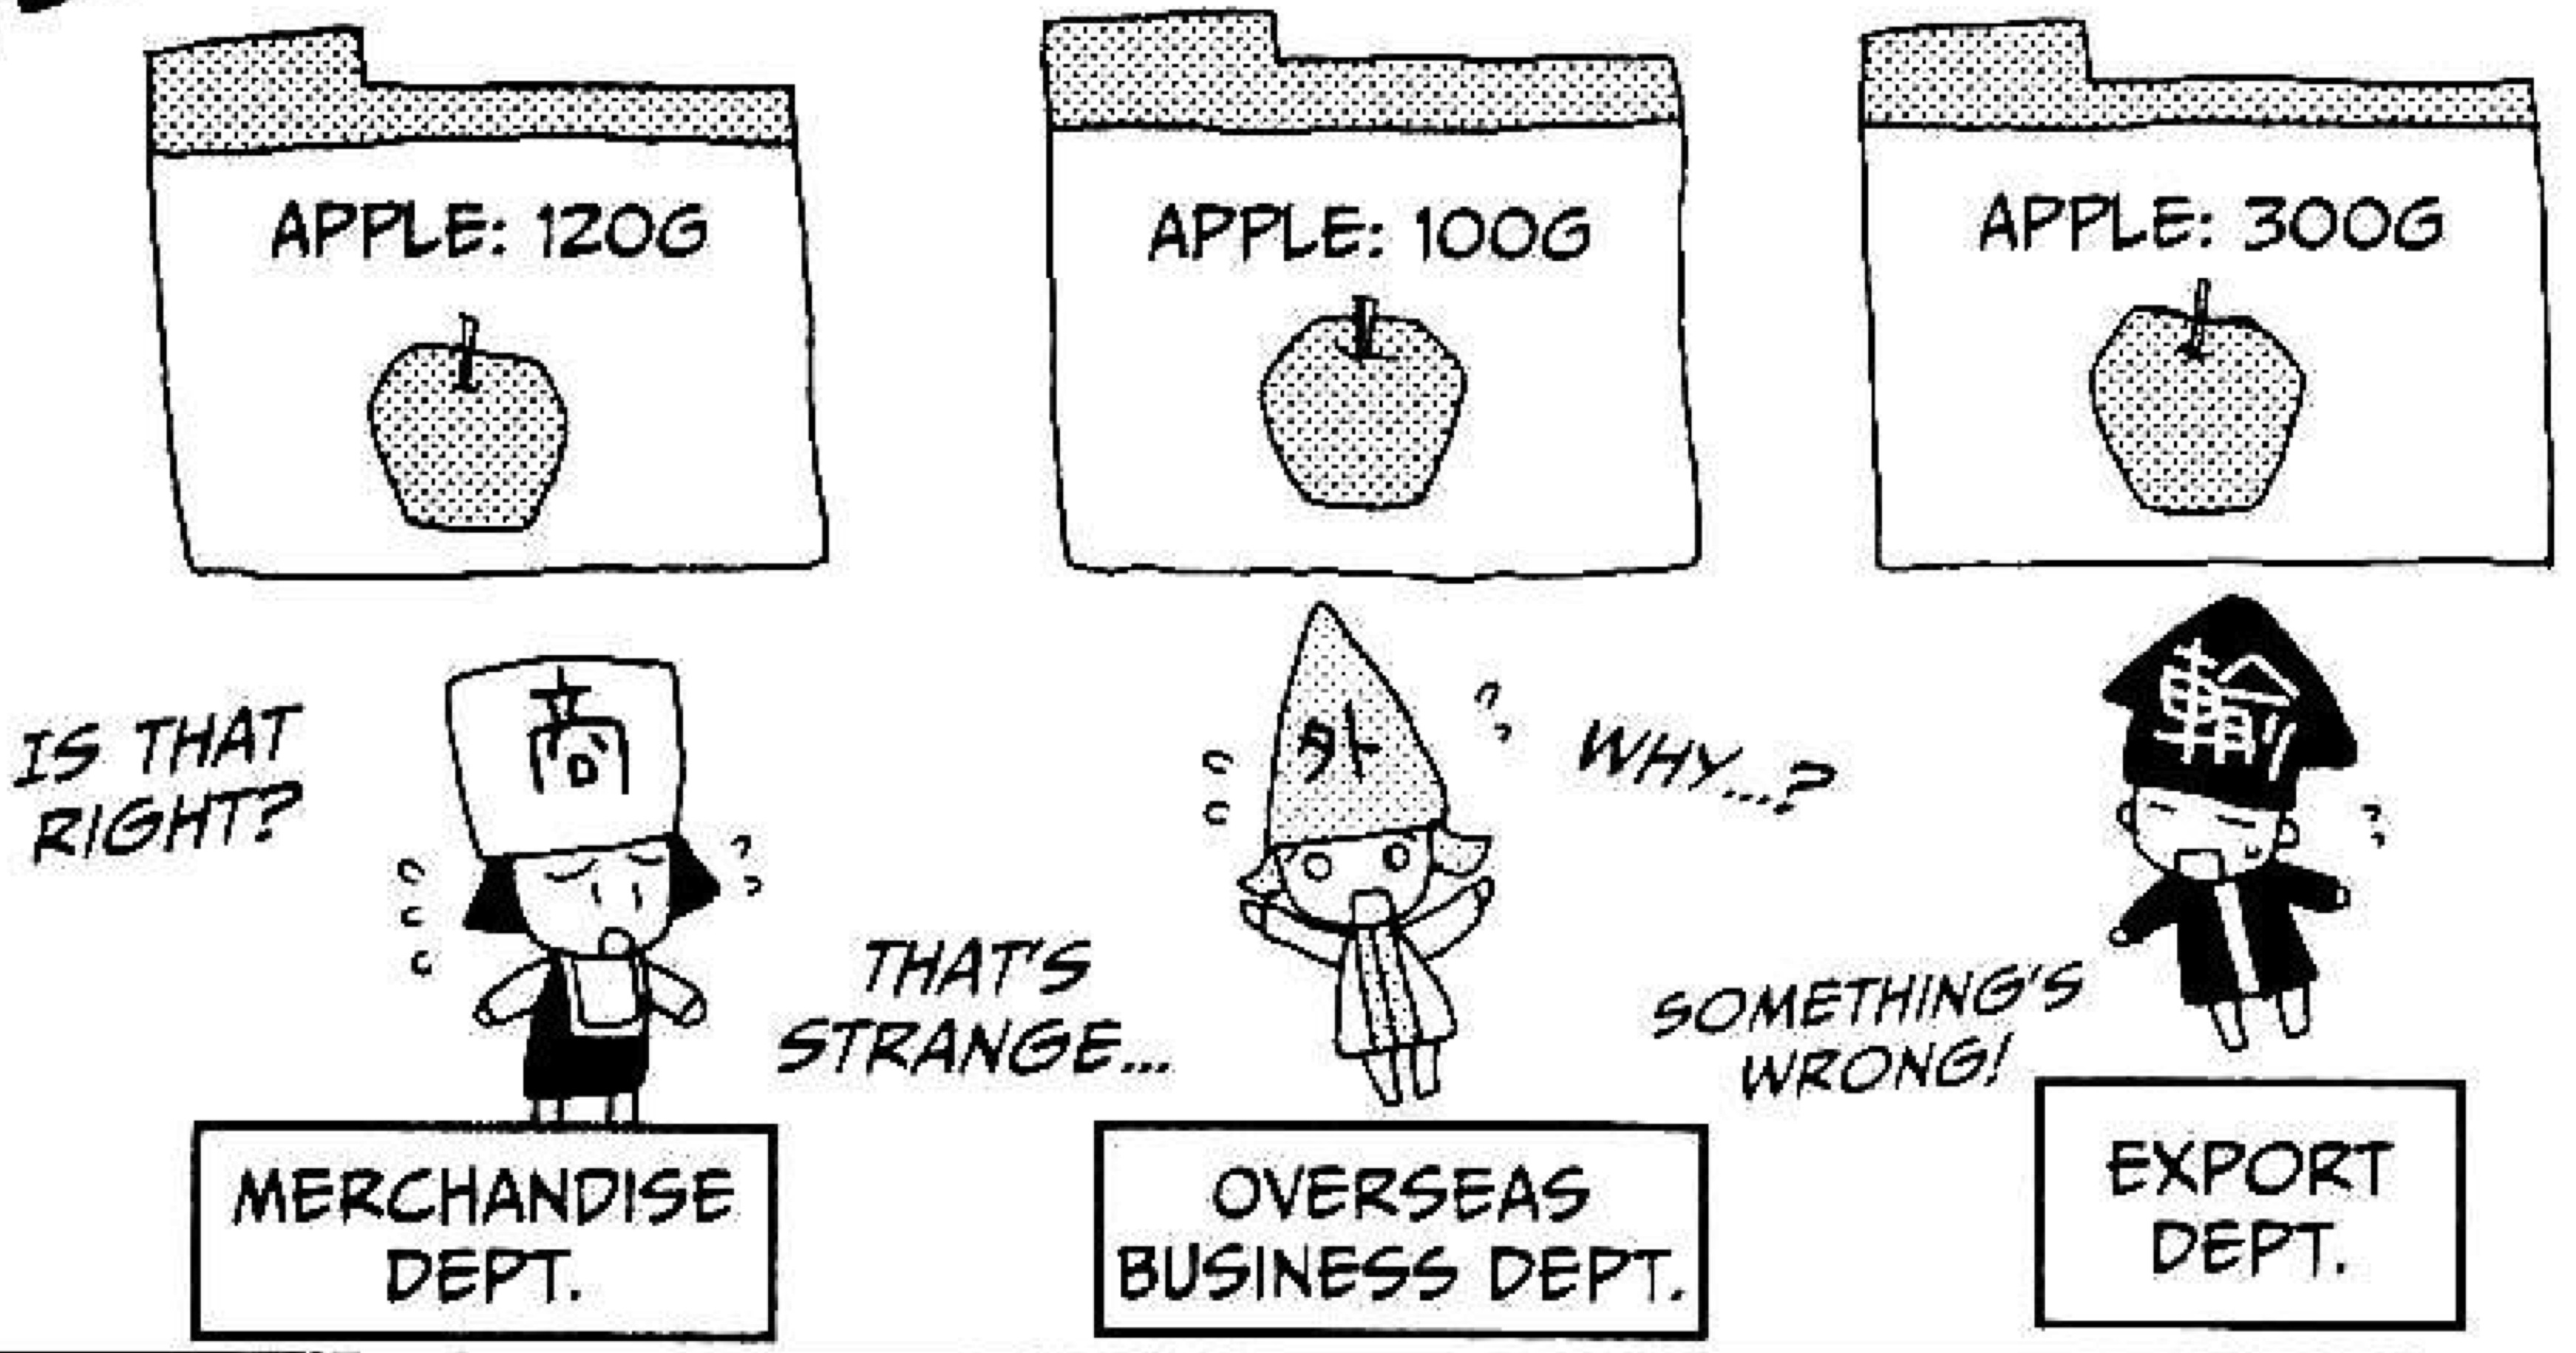 APPLE: 120G
APPLE: 100G
APPLE: 300G
IS THAT
RIGHT?
商
THAT'S
STRANGE...
外
WHY...?
SOMETHING'S
WRONG!
輸
MERCHANDISE
DEPT.
OVERSEAS
BUSINESS DEPT.
EXPORT
DEPT.